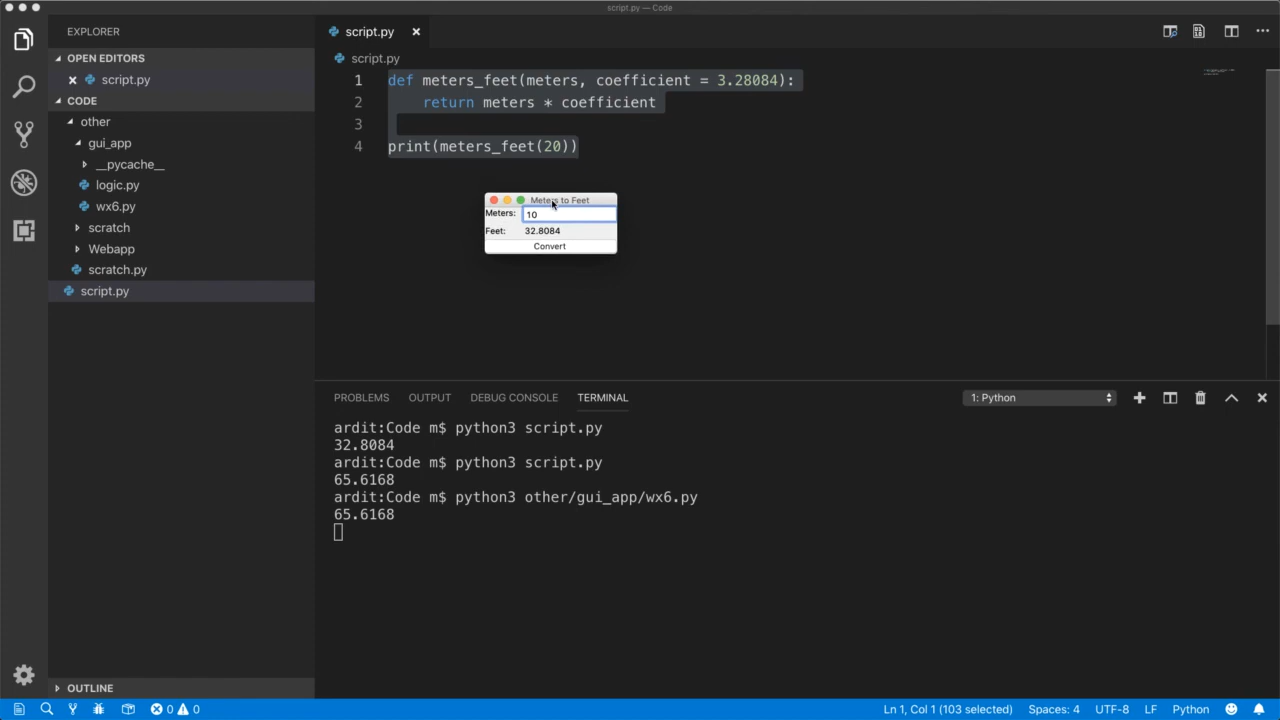 script.py — Code
EXPLORER
OPEN EDITORS
script.py
CODE
other
gui_app
__pycache__
logic.py
wx6.py
scratch
Webapp
scratch.py
script.py
OUTLINE
script.py
script.py
1 def meters_feet(meters, coefficient = 3.28084):
2 return meters * coefficient
3
4 print(meters_feet(20))
Meters to Feet
Meters: 10
Feet: 32.8084
Convert
PROBLEMS OUTPUT DEBUG CONSOLE TERMINAL 1: Python
ardit:Code m$ python3 script.py
32.8084
ardit:Code m$ python3 script.py
65.6168
ardit:Code m$ python3 other/gui_app/wx6.py
65.6168
0 0 Ln 1, Col 1 (103 selected) Spaces: 4 UTF-8 LF Python